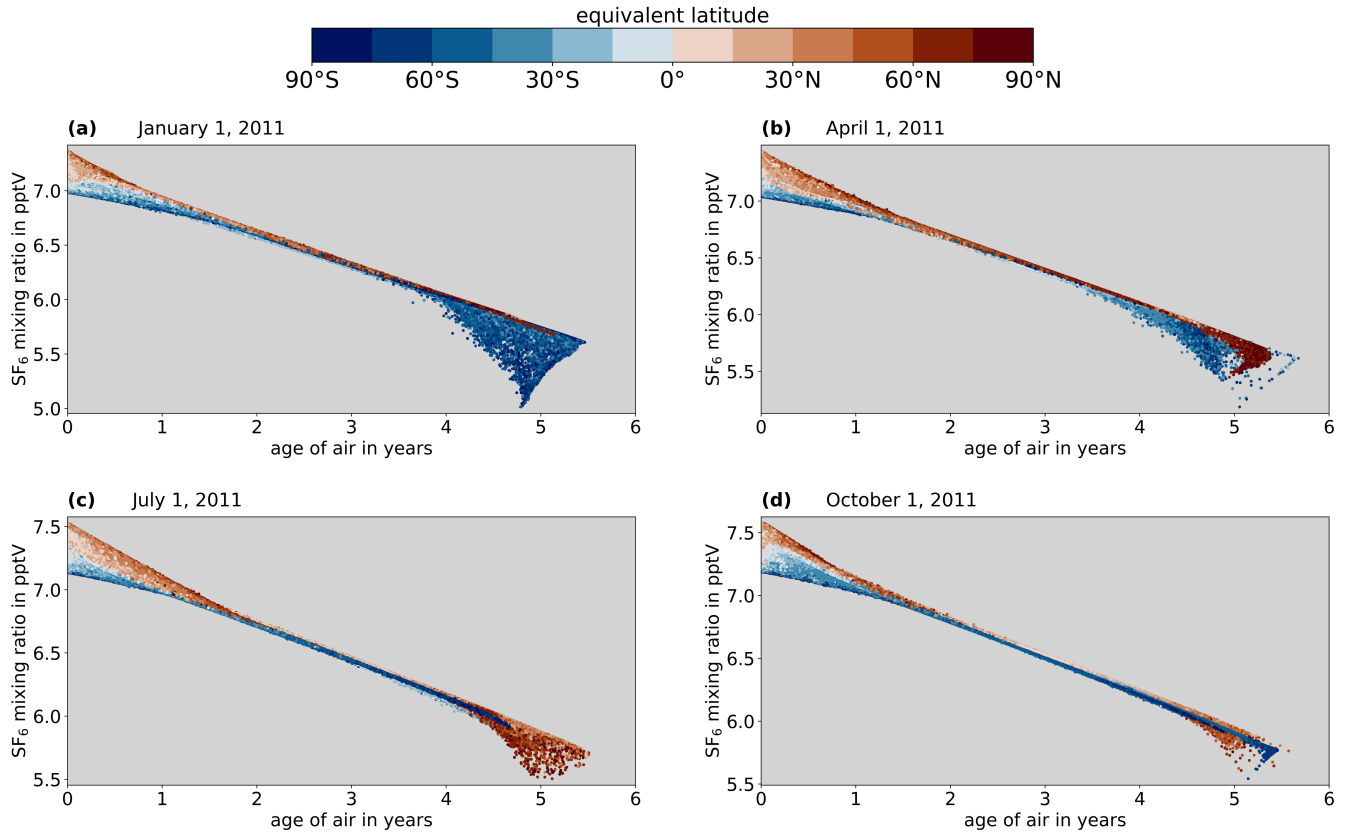 equivalent latitude
90°S 60°S 30°S 0° 30°N 60°N 90°N
(a) January 1, 2011
SF6 mixing ratio in pptV
7.0
6.5
6.0
5.5
5.0
0 1 2 3 4 5 6
age of air in years
(b) April 1, 2011
SF6 mixing ratio in pptV
7.0
6.5
6.0
5.5
0 1 2 3 4 5 6
age of air in years
(c) July 1, 2011
SF6 mixing ratio in pptV
7.5
7.0
6.5
6.0
5.5
0 1 2 3 4 5 6
age of air in years
(d) October 1, 2011
SF6 mixing ratio in pptV
7.5
7.0
6.5
6.0
5.5
0 1 2 3 4 5 6
age of air in years